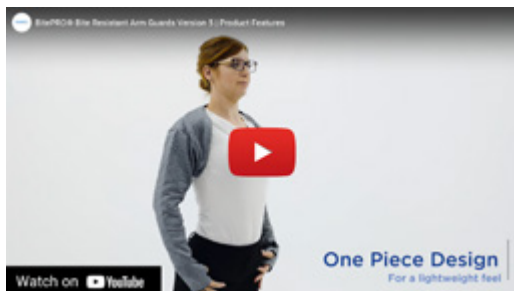 BitePRO® Bite Resistant Arm Guards Version 5 | Product Features
One Piece Design
For a lightweight feel
Watch on YouTube